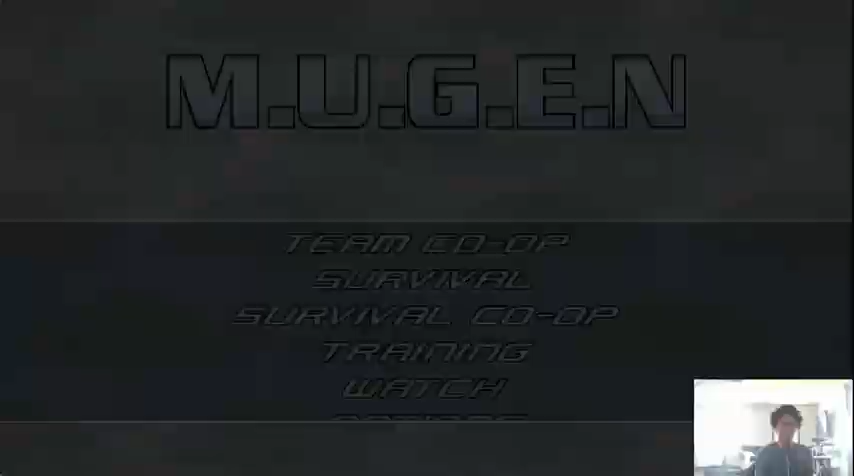 M.U.G.E.N
TEAM CO-OP
SURVIVAL
SURVIVAL CO-OP
TRAINING
WATCH